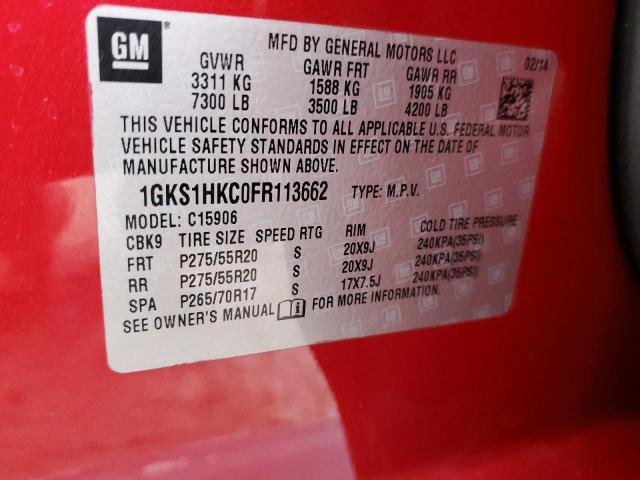 GM ®
MFD BY GENERAL MOTORS LLC
02/14
GVWR GAWR FRT GAWR RR
3311 KG 1588 KG 1905 KG
7300 LB 3500 LB 4200 LB
THIS VEHICLE CONFORMS TO ALL APPLICABLE U.S. FEDERAL MOTOR
VEHICLE SAFETY STANDARDS IN EFFECT ON THE DATE OF
MANUFACTURE SHOWN ABOVE.
1GKS1HKC0FR113662 TYPE: M.P.V.
MODEL: C15906
CBK9 TIRE SIZE SPEED RTG RIM COLD TIRE PRESSURE
FRT P275/55R20 S 20X9J 240KPA(35PSI)
RR P275/55R20 S 20X9J 240KPA(35PSI)
SPA P265/70R17 S 17X7.5J 240KPA(35PSI)
SEE OWNER'S MANUAL i FOR MORE INFORMATION.